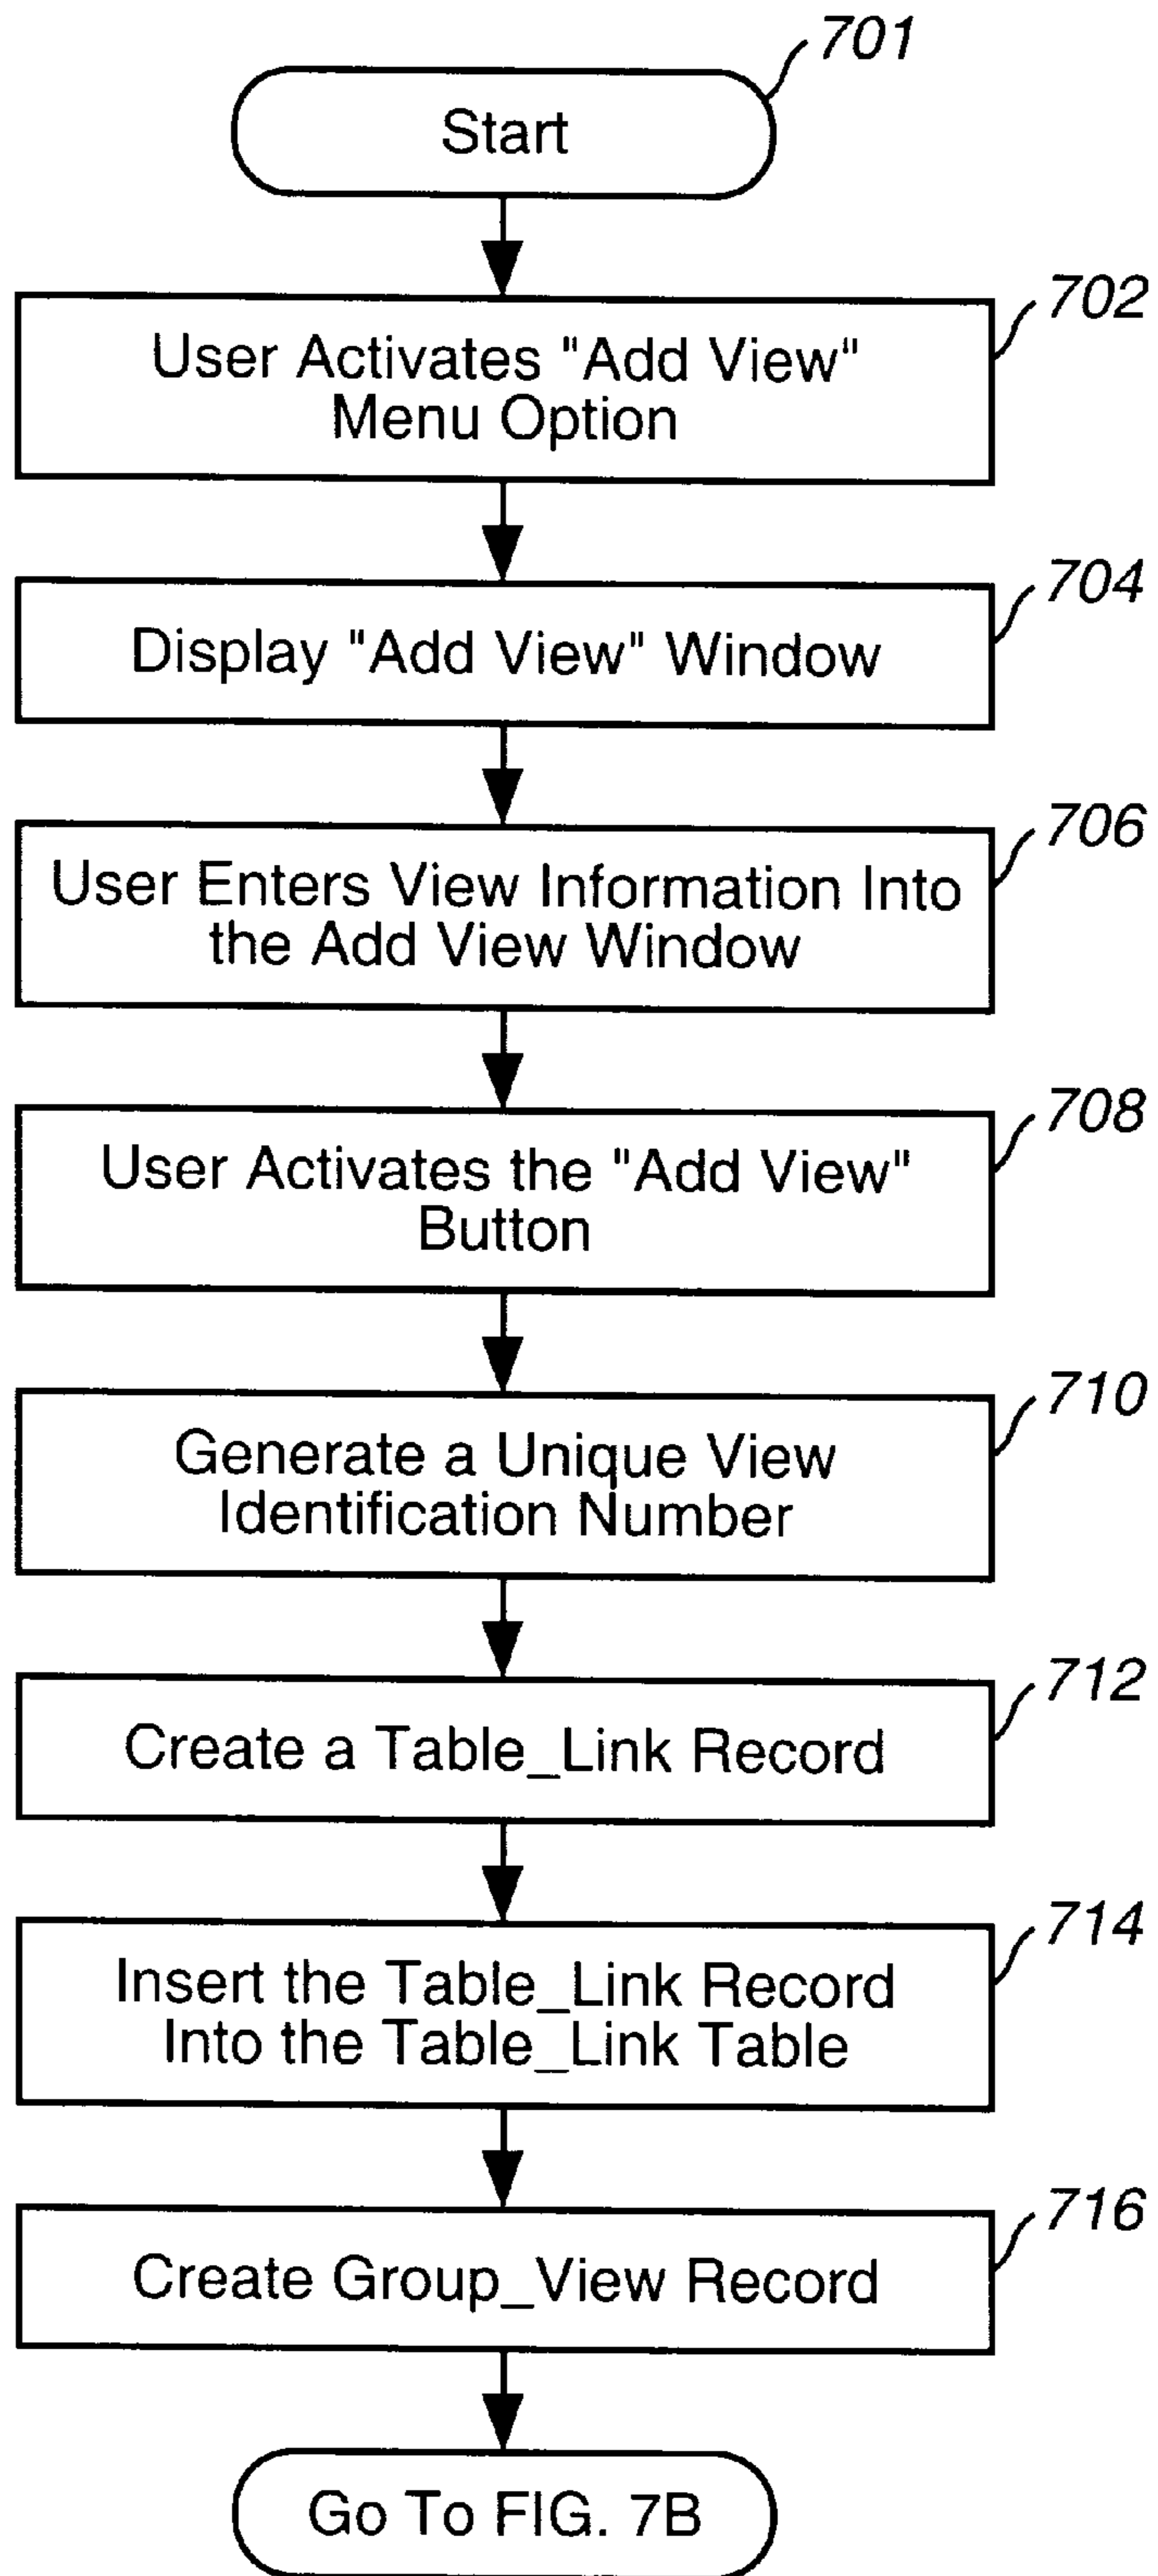 701
Start
702
User Activates "Add View"
Menu Option
704
Display "Add View" Window
706
User Enters View Information Into
the Add View Window
708
User Activates the "Add View"
Button
710
Generate a Unique View
Identification Number
712
Create a Table_Link Record
714
Insert the Table_Link Record
Into the Table_Link Table
716
Create Group_View Record
Go To FIG. 7B